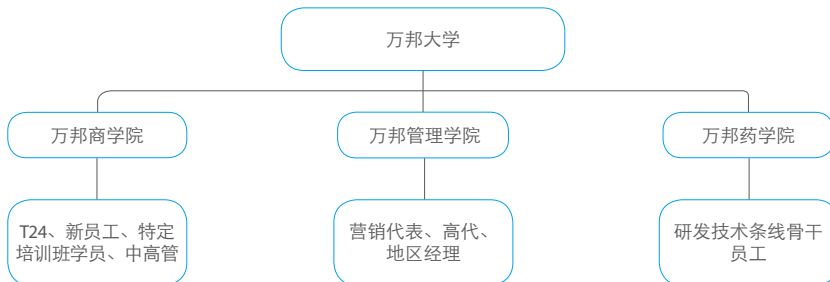 万邦大学
万邦商学院
万邦管理学院
万邦药学院
T24、新员工、特定
培训班学员、中高管
营销代表、高代、
地区经理
研发技术条线骨干
员工